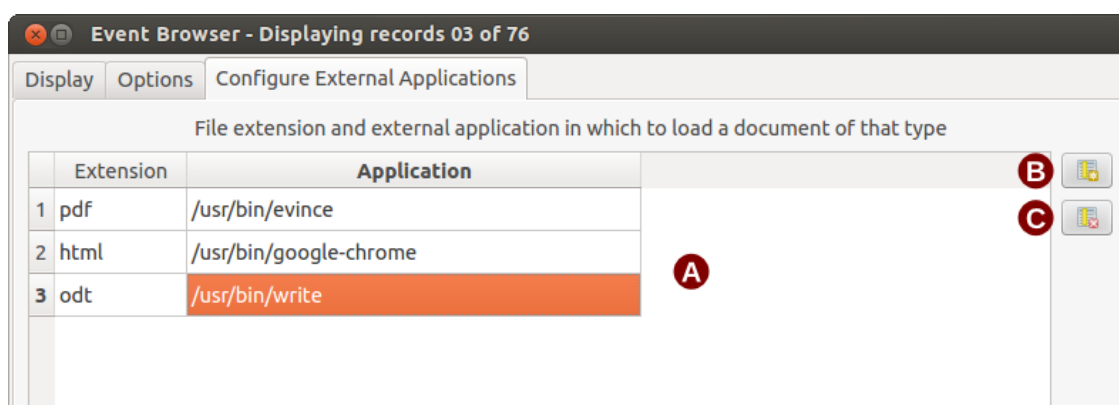 Event Browser - Displaying records 03 of 76
Display Options Configure External Applications
File extension and external application in which to load a document of that type
Extension Application B
1 pdf /usr/bin/evince C
2 html /usr/bin/google-chrome
A
3 odt /usr/bin/write